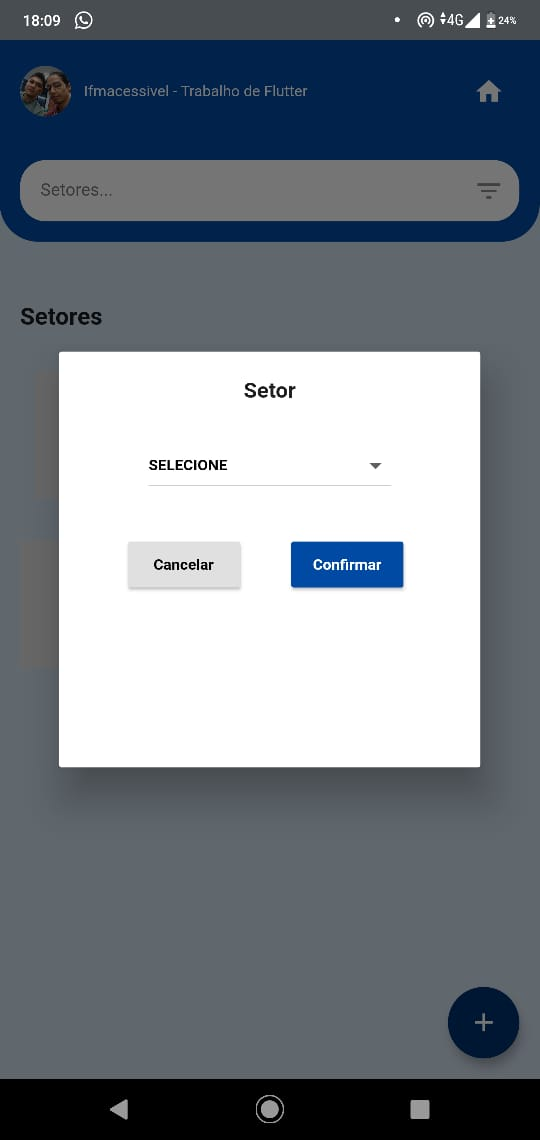 18:09 4G 24%
Ifmacessivel - Trabalho de Flutter
Setores...
Setores
Setor
SELECIONE
Cancelar Confirmar